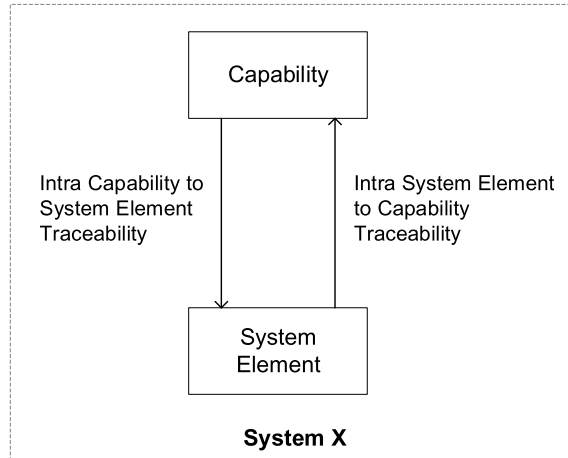 Capability
Intra Capability to
System Element
Traceability
Intra System Element
to Capability
Traceability
System
Element
System X